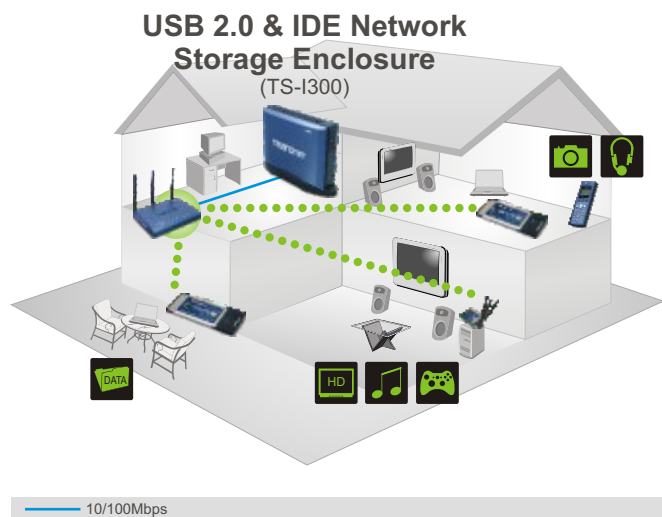 USB 2.0 & IDE Network
Storage Enclosure
(TS-I300)
TRENDNET
DATA
HD
10/100Mbps